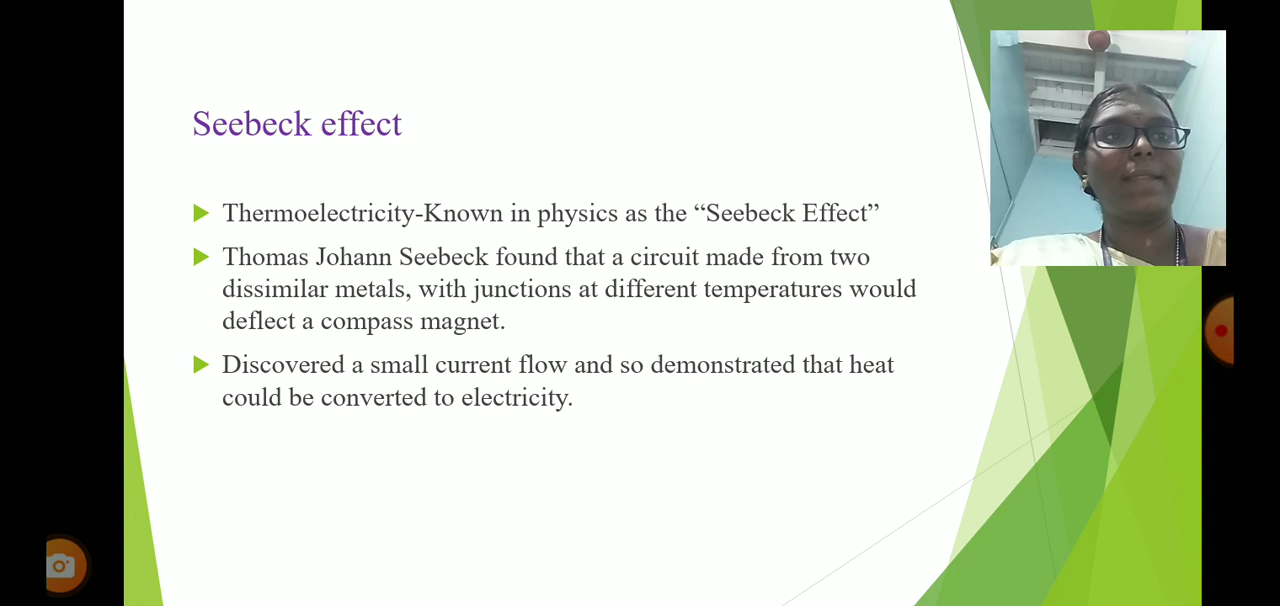 Seebeck effect
Thermoelectricity-Known in physics as the “Seebeck Effect”
Thomas Johann Seebeck found that a circuit made from two
dissimilar metals, with junctions at different temperatures would
deflect a compass magnet.
Discovered a small current flow and so demonstrated that heat
could be converted to electricity.